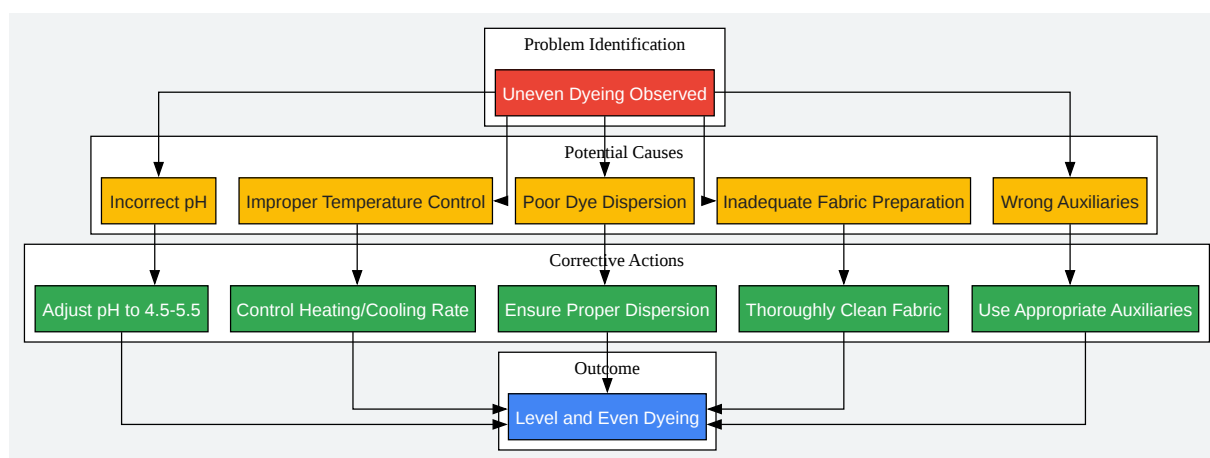 Problem Identification
Uneven Dyeing Observed
Potential Causes
Incorrect pH
Improper Temperature Control
Poor Dye Dispersion
Inadequate Fabric Preparation
Wrong Auxiliaries
Corrective Actions
Adjust pH to 4.5-5.5
Control Heating/Cooling Rate
Ensure Proper Dispersion
Thoroughly Clean Fabric
Use Appropriate Auxiliaries
Outcome
Level and Even Dyeing